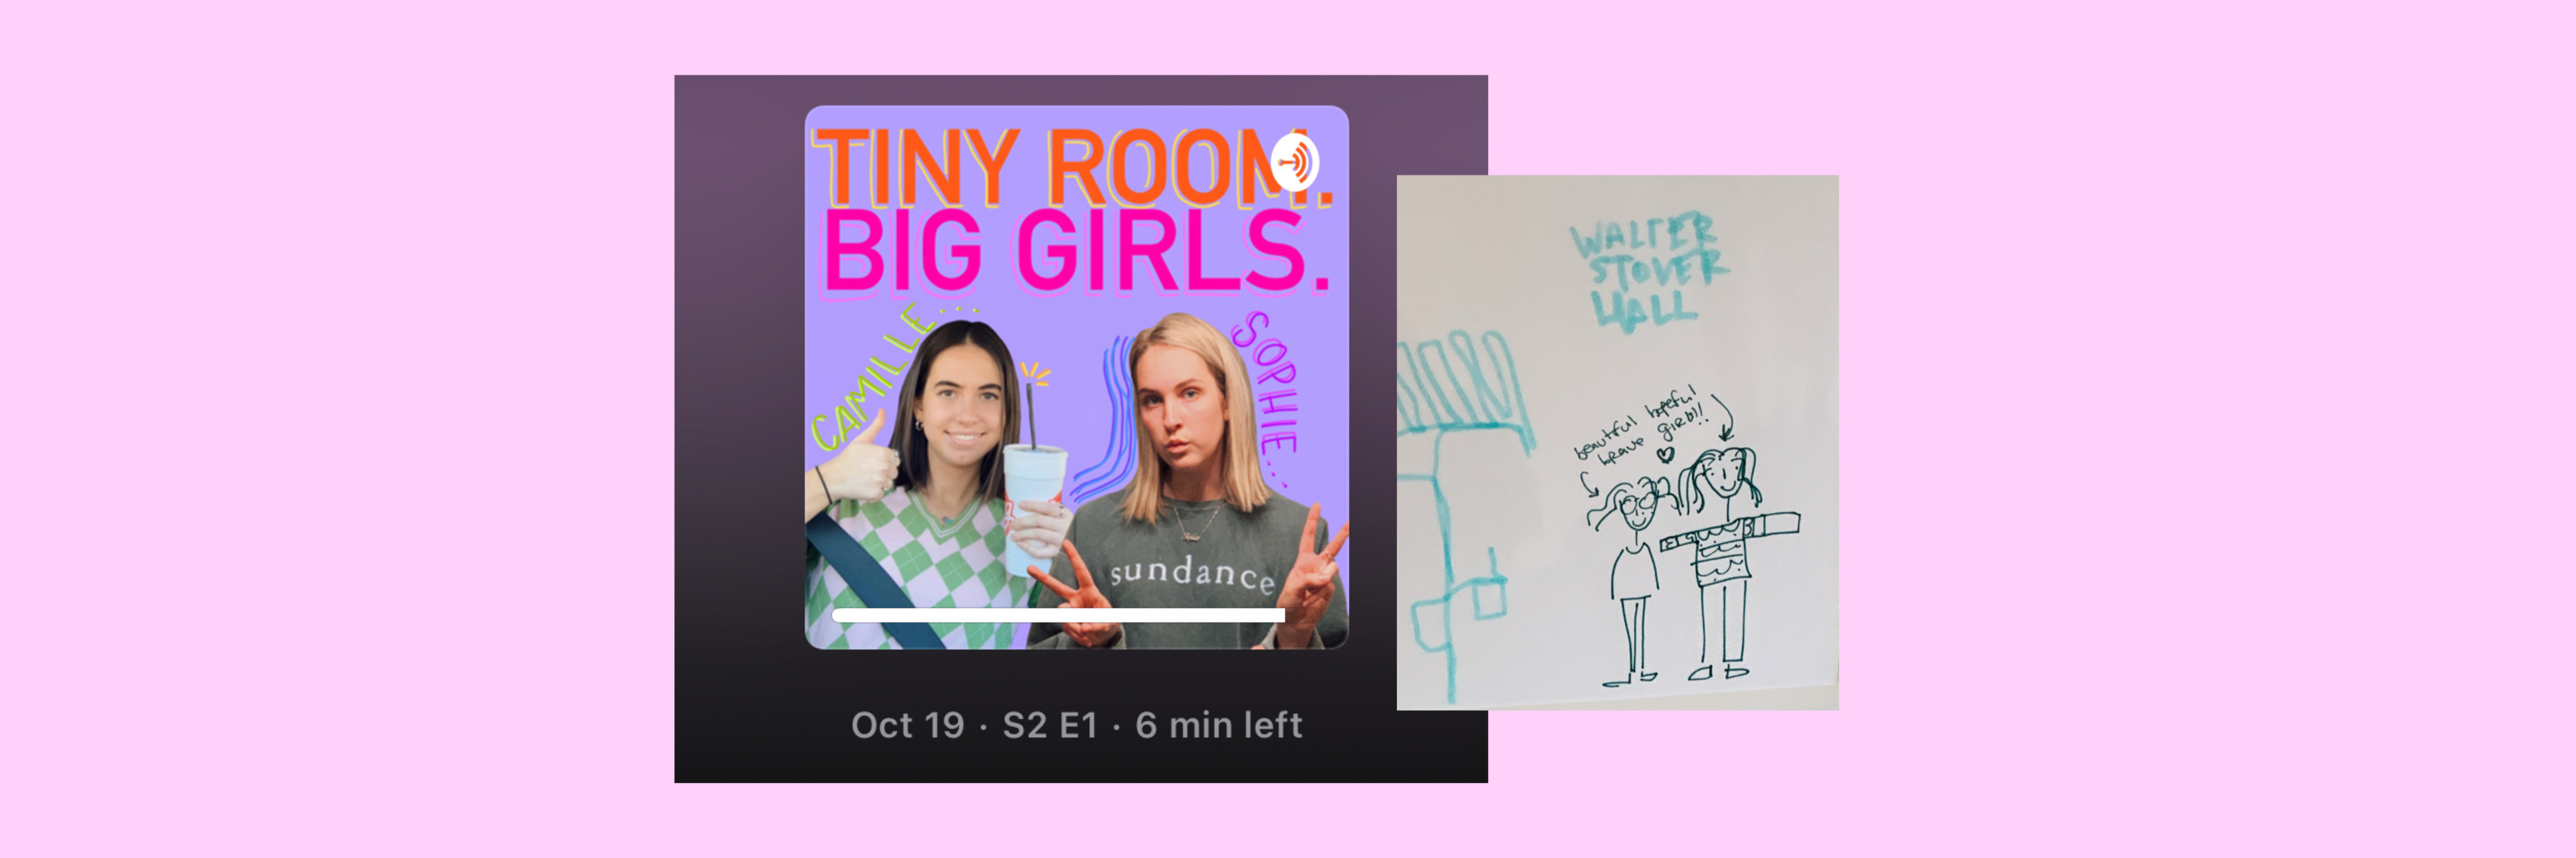 TINY ROOM.
BIG GIRLS.
CAMILLE...
SOPHIE...
sundance
Oct 19 · S2 E1 · 6 min left
WALTER
STOVER
HALL
beautiful hopeful
brave girls!!